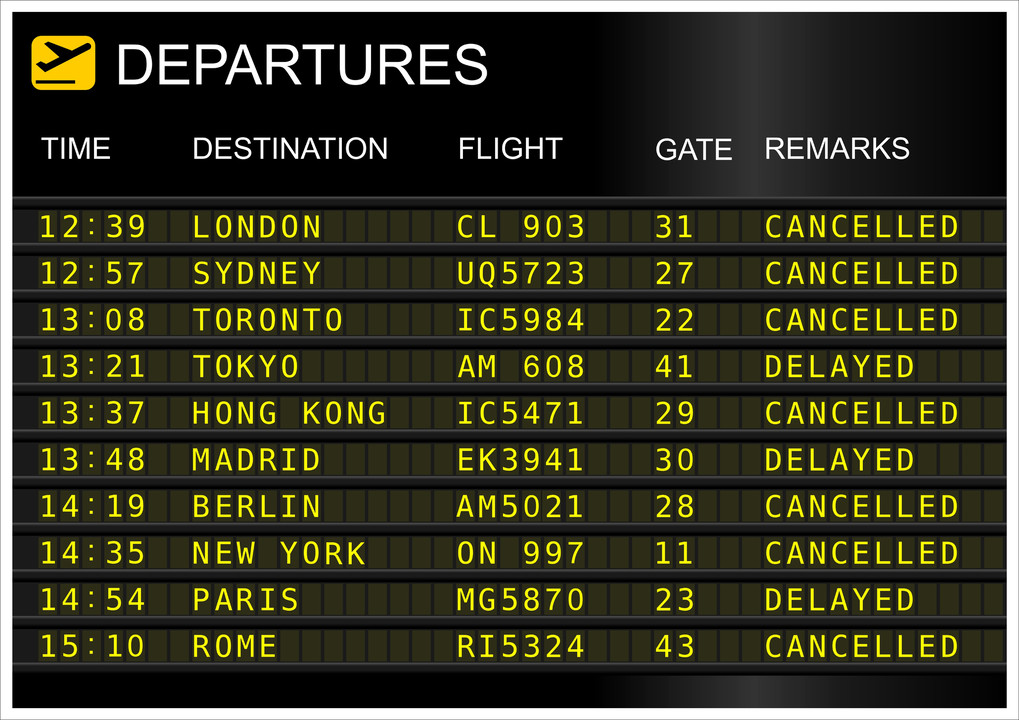 DEPARTURES
TIME DESTINATION FLIGHT GATE REMARKS
12:39 LONDON CL 903 31 CANCELLED
12:57 SYDNEY UQ5723 27 CANCELLED
13:08 TORONTO IC5984 22 CANCELLED
13:21 TOKYO AM 608 41 DELAYED
13:37 HONG KONG IC5471 29 CANCELLED
13:48 MADRID EK3941 30 DELAYED
14:19 BERLIN AM5021 28 CANCELLED
14:35 NEW YORK ON 997 11 CANCELLED
14:54 PARIS MG5870 23 DELAYED
15:10 ROME RI5324 43 CANCELLED